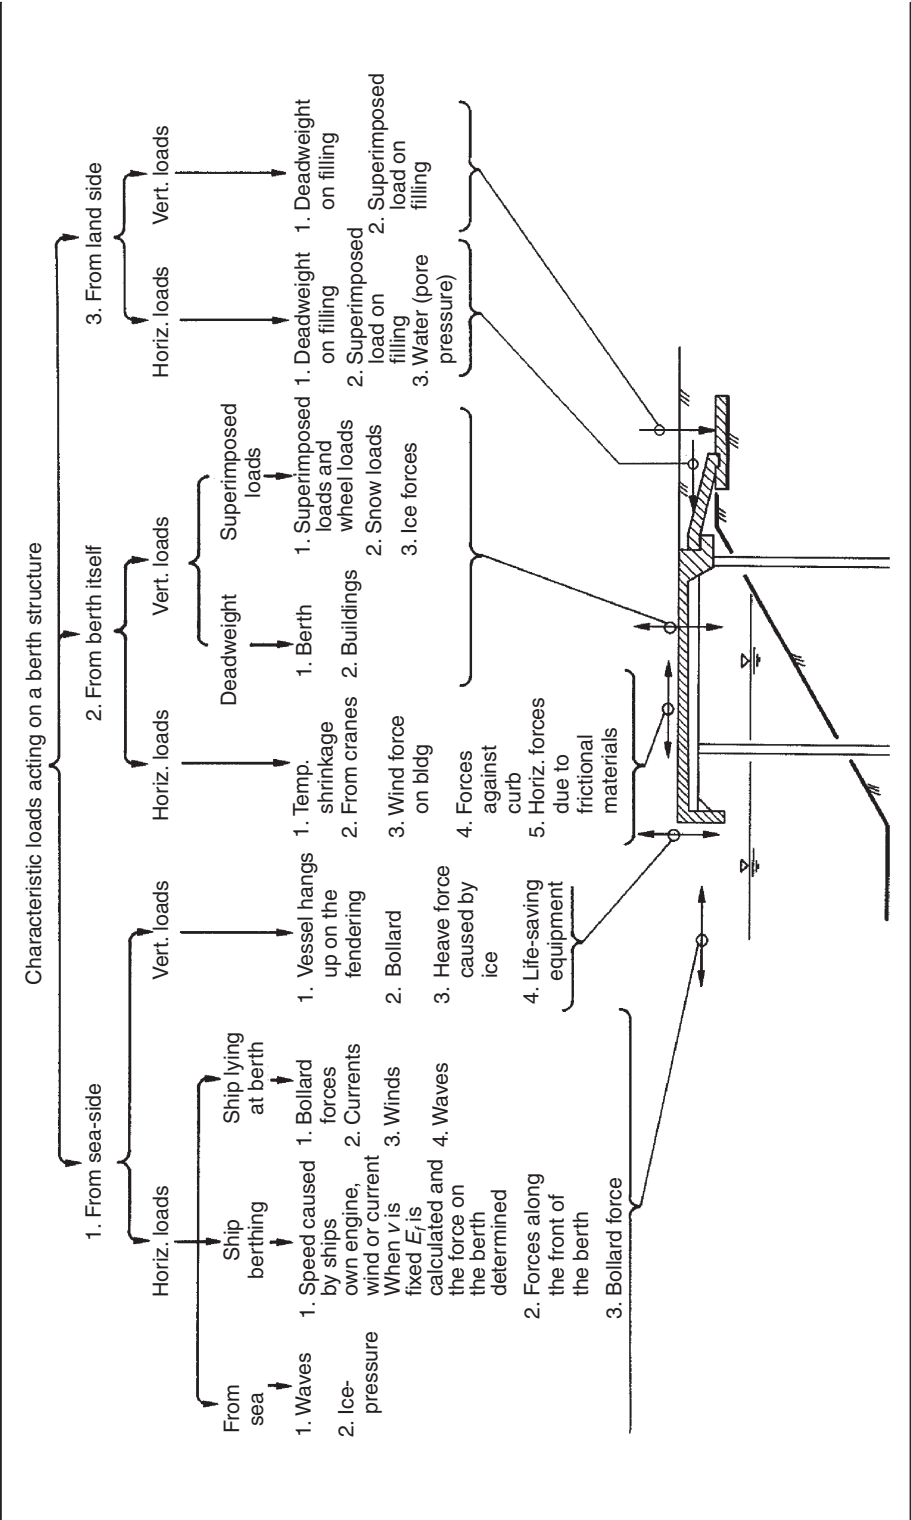 Characteristic loads acting on a berth structure
1. From sea-side
Horiz. loads
From
sea
1. Waves
2. Ice-
pressure
Ship
berthing
1. Speed caused
by ships
own engine,
wind or current
When v is
fixed Ef is
calculated and
the force on
the berth
determined
2. Forces along
the front of
the berth
3. Bollard force
Ship lying
at berth
1. Bollard
forces
2. Currents
3. Winds
4. Waves
Vert. loads
1. Vessel hangs
up on the
fendering
2. Bollard
3. Heave force
caused by
ice
4. Life-saving
equipment
2. From berth itself
Horiz. loads
1. Temp.
shrinkage
2. From cranes
3. Wind force
on bldg
4. Forces
against
curb
5. Horiz. forces
due to
frictional
materials
Vert. loads
Deadweight
1. Berth
2. Buildings
Superimposed
loads
1. Superimposed
loads and
wheel loads
2. Snow loads
3. Ice forces
3. From land side
Horiz. loads
1. Deadweight
on filling
2. Superimposed
load on
filling
3. Water (pore
pressure)
Vert. loads
1. Deadweight
on filling
2. Superimposed
load on
filling